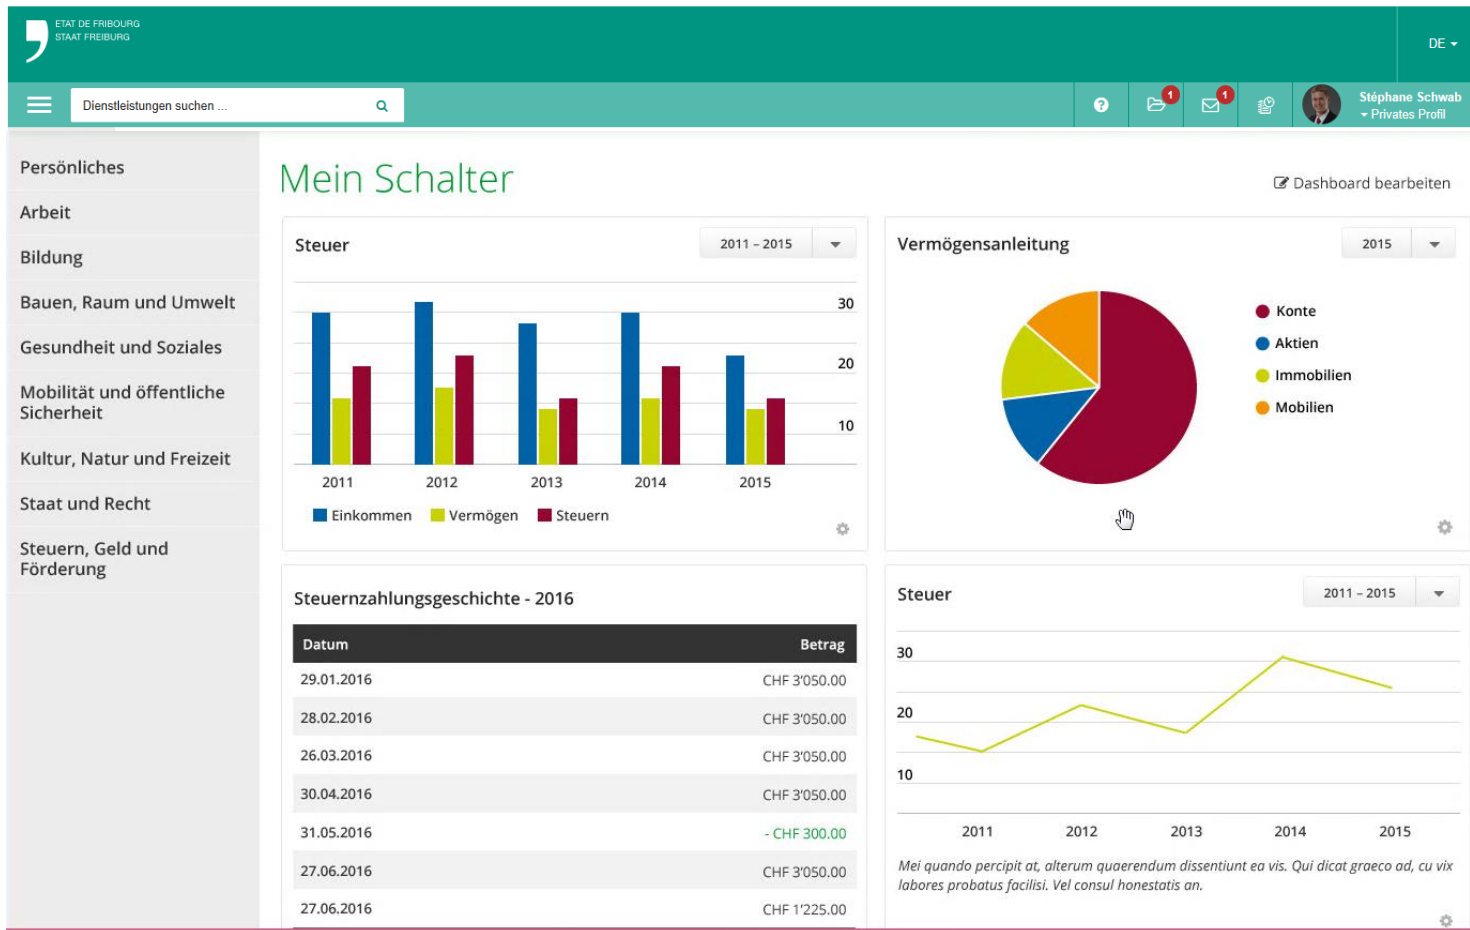 ETAT DE FRIBOURG
STAAT FREIBURG
DE
Dienstleistungen suchen ...
?
1
1
Stéphane Schwab
Privates Profil
Persönliches
Arbeit
Bildung
Bauen, Raum und Umwelt
Gesundheit und Soziales
Mobilität und öffentliche
Sicherheit
Kultur, Natur und Freizeit
Staat und Recht
Steuern, Geld und
Förderung
Mein Schalter
Dashboard bearbeiten
Steuer
2011 – 2015
30
20
10
2011 2012 2013 2014 2015
Einkommen Vermögen Steuern
Vermögensanleitung
2015
Konte
Aktien
Immobilien
Mobilien
Steuernzahlungsgeschichte - 2016
Datum Betrag
29.01.2016 CHF 3'050.00
28.02.2016 CHF 3'050.00
26.03.2016 CHF 3'050.00
30.04.2016 CHF 3'050.00
31.05.2016 - CHF 300.00
27.06.2016 CHF 3'050.00
27.06.2016 CHF 1'225.00
Steuer
2011 – 2015
30
20
10
2011 2012 2013 2014 2015
Mei quando percipit at, alterum quaerendum dissentiunt ea vis. Qui dicat graeco ad, cu vix
labores probatus facilisi. Vel consul honestatis an.